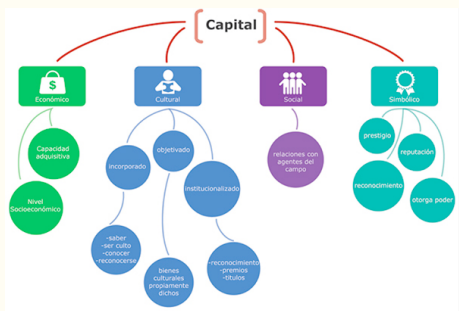 Capital
Económico
Cultural
Social
Simbólico
Capacidad
adquisitiva
Nivel
Socioeconómico
incorporado
objetivado
institucionalizado
-saber
-ser culto
-conocer
-reconocerse
bienes
culturales
propiamente
dichos
-reconocimiento
-premios
-títulos
relaciones con
agentes del
campo
prestigio
reputación
reconocimiento
otorga poder